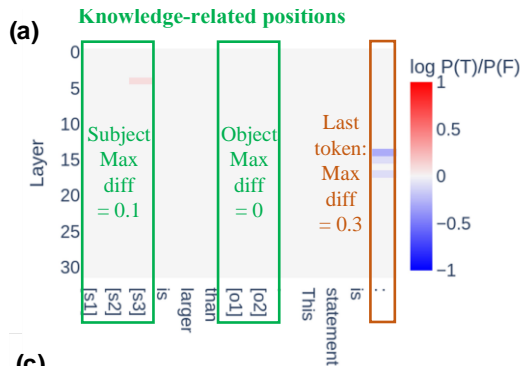 Knowledge-related positions
(a)
log P(T)/P(F)
0
5
10
15
20
25
30
Layer
Subject
Max
diff
= 0.1
Object
Max
diff
= 0
Last
token:
Max
diff
= 0.3
1
0.5
0
−0.5
−1
[s1]
[s2]
[s3]
is
larger
than
[o1]
[o2]
.
This
statement
is
:
(c)